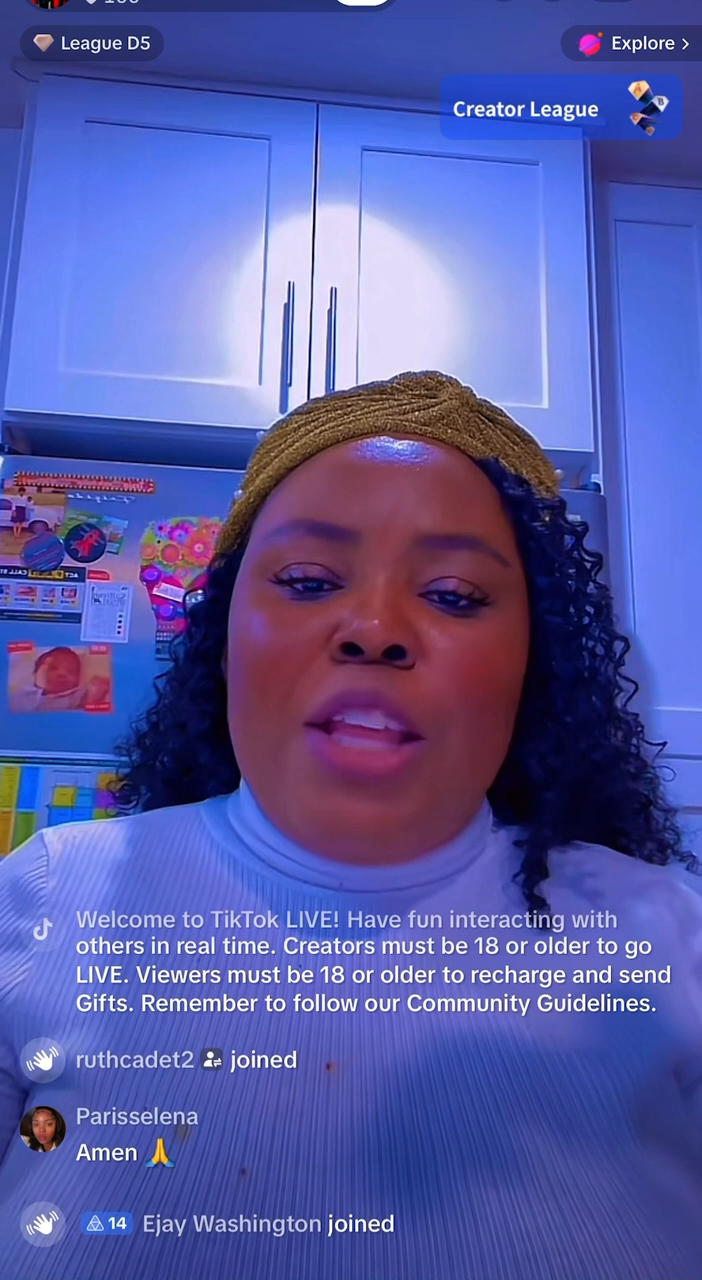 League D5
Explore >
Creator League
Welcome to TikTok LIVE! Have fun interacting with
others in real time. Creators must be 18 or older to go
LIVE. Viewers must be 18 or older to recharge and send
Gifts. Remember to follow our Community Guidelines.
ruthcadet2 joined
Parisselena
Amen 🙏
14 Ejay Washington joined